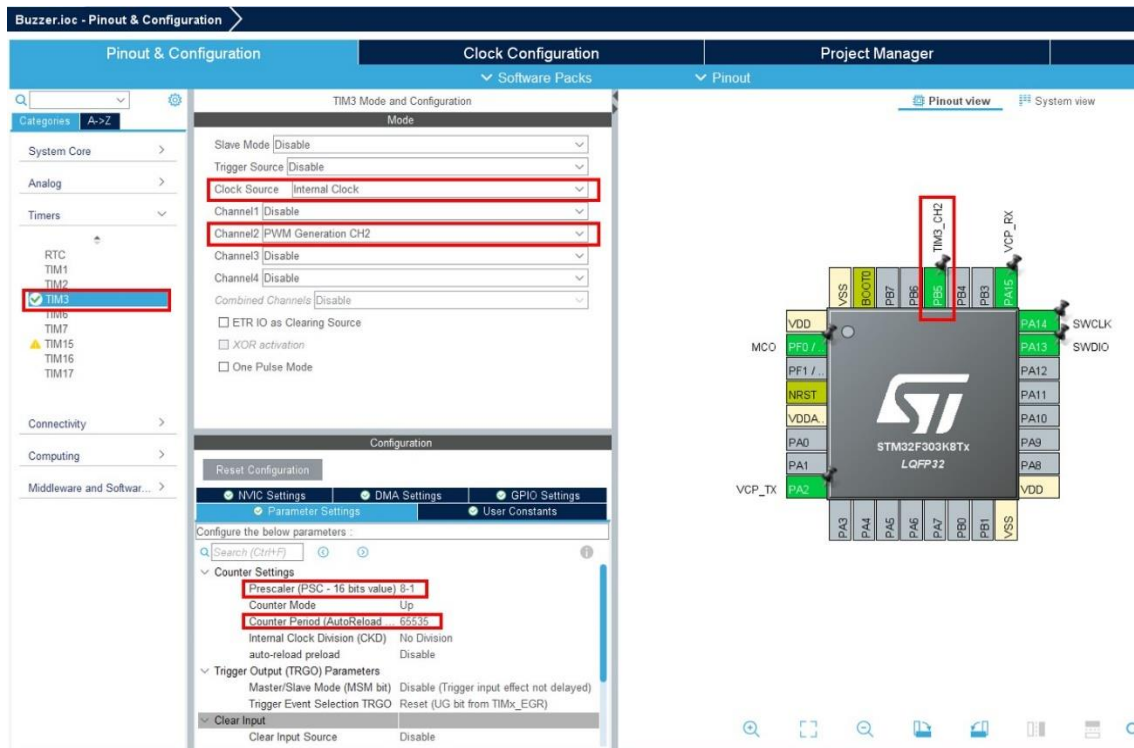 Buzzer.ioc - Pinout & Configuration
Pinout & Configuration
Clock Configuration
Project Manager
Software Packs
Pinout
Categories
A->Z
System Core
Analog
Timers
RTC
TIM1
TIM2
TIM3
TIM6
TIM7
TIM15
TIM16
TIM17
Connectivity
Computing
Middleware and Softwar...
TIM3 Mode and Configuration
Mode
Slave Mode Disable
Trigger Source Disable
Clock Source Internal Clock
Channel1 Disable
Channel2 PWM Generation CH2
Channel3 Disable
Channel4 Disable
Combined Channels Disable
ETR IO as Clearing Source
XOR activation
One Pulse Mode
Configuration
Reset Configuration
NVIC Settings
DMA Settings
GPIO Settings
Parameter Settings
User Constants
Configure the below parameters :
Search (Ctrl+F)
Counter Settings
Prescaler (PSC - 16 bits value) 8-1
Counter Mode Up
Counter Period (AutoReload ... 65535
Internal Clock Division (CKD) No Division
auto-reload preload Disable
Trigger Output (TRGO) Parameters
Master/Slave Mode (MSM bit) Disable (Trigger input effect not delayed)
Trigger Event Selection TRGO Reset (UG bit from TIMx_EGR)
Clear Input
Clear Input Source Disable
Pinout view
System view
TIM3_CH2
VCP_RX
VSS
BOOT0
PB7
PB6
PB5
PB4
PB3
PA15
VDD
PA14 SWCLK
MCO PF0 / ..
PA13 SWDIO
PF1 / ..
PA12
NRST
PA11
VDDA..
PA10
PA0
PA9
PA1
PA8
VCP_TX PA2
VDD
ST
STM32F303K8Tx
LQFP32
PA3
PA4
PA5
PA6
PA7
PB0
PB1
VSS